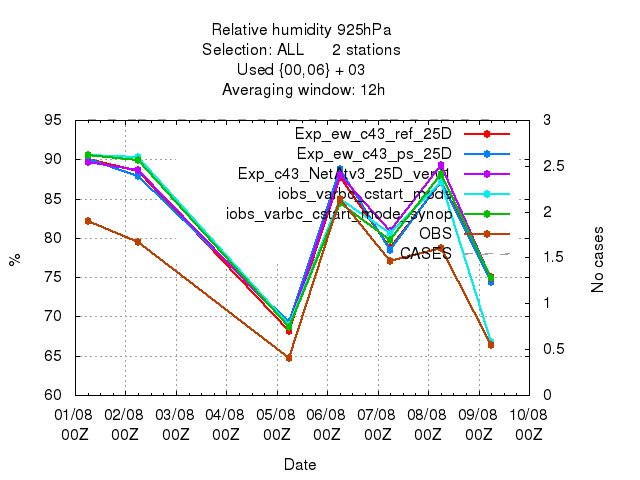 Relative humidity 925hPa
Selection: ALL 2 stations
Used {00,06} + 03
Averaging window: 12h
95
90
85
80
75
70
65
60
%
3
2.5
2
1.5
1
0.5
0
No cases
Exp_ew_c43_ref_25D
Exp_ew_c43_ps_25D
iobs_varbc_cstart_mode
iobs_varbc_cstart_mode_synop
OBS
CASES
01/08 02/08 03/08 04/08 05/08 06/08 07/08 08/08 09/08 10/08
00Z 00Z 00Z 00Z 00Z 00Z 00Z 00Z 00Z 00Z
Date